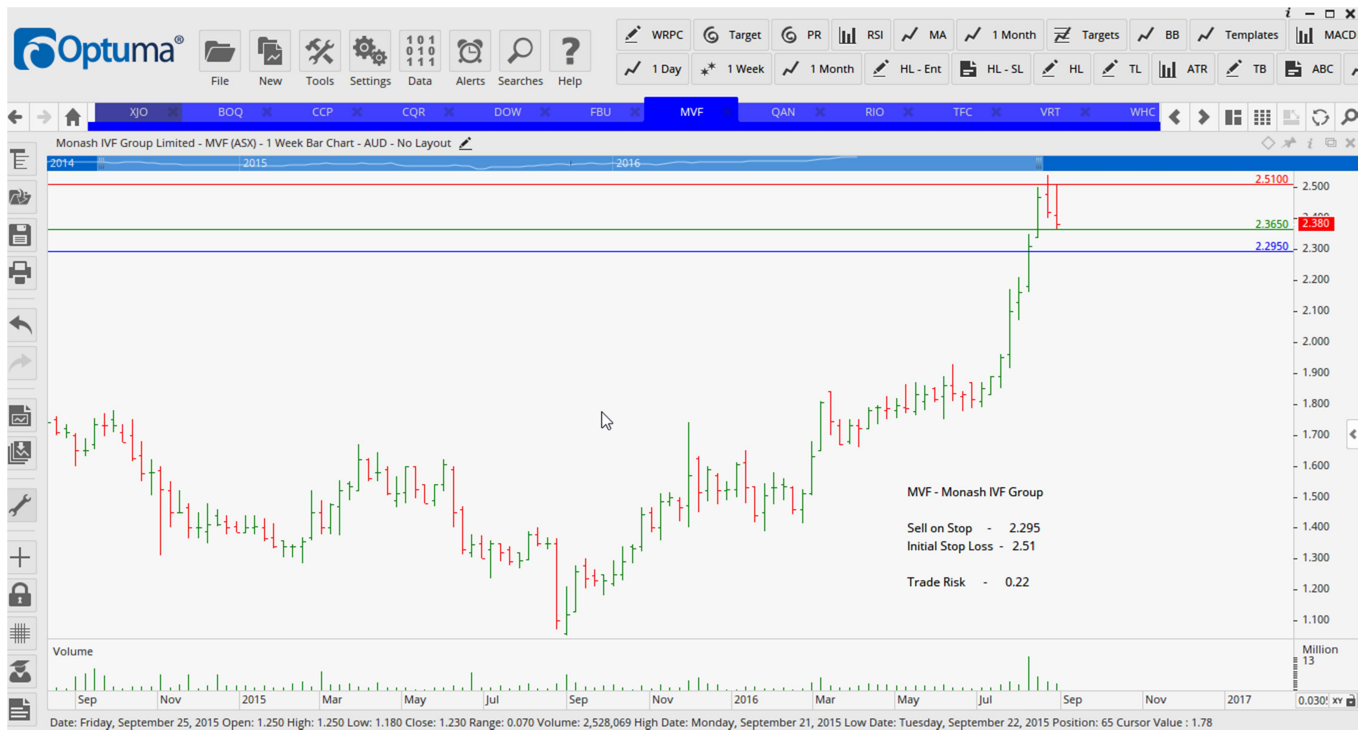 Optuma®
File
New
Tools
Settings
101
010
111
Data
Alerts
Searches
Help
WRPC
Target
PR
RSI
MA
1 Month
Targets
BB
Templates
MACD
1 Day
1 Week
1 Month
HL - Ent
HL - SL
HL
TL
ATR
TB
ABC
XJO
BOQ
CCP
CQR
DOW
FBU
MVF
QAN
RIO
TFC
VRT
WHC
Monash IVF Group Limited - MVF (ASX) - 1 Week Bar Chart - AUD - No Layout
2014 2015 2016
2.5100
2.500
2.3650
2.380
2.2950
2.300
2.200
2.100
2.000
1.900
1.800
1.700
1.600
1.500
1.400
1.300
1.200
1.100
MVF - Monash IVF Group
Sell on Stop - 2.295
Initial Stop Loss - 2.51
Trade Risk - 0.22
Volume
Million
13
Sep Nov 2015 Mar May Jul Sep Nov 2016 Mar May Jul Sep Nov 2017
XY
Date: Friday, September 25, 2015 Open: 1.250 High: 1.250 Low: 1.180 Close: 1.230 Range: 0.070 Volume: 2,528,069 High Date: Monday, September 21, 2015 Low Date: Tuesday, September 22, 2015 Position: 65 Cursor Value : 1.78